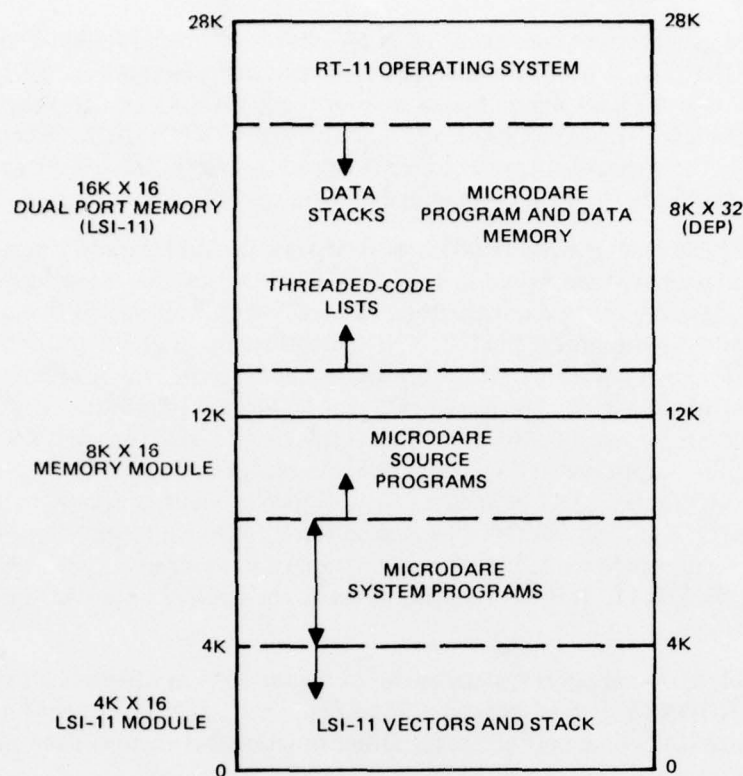 28K
28K
RT-11 OPERATING SYSTEM
16K X 16
DUAL PORT MEMORY
(LSI-11)
DATA
STACKS
MICRODARE
PROGRAM AND DATA
MEMORY
8K X 32
(DEP)
THREADED-CODE
LISTS
12K
12K
8K X 16
MEMORY MODULE
MICRODARE
SOURCE
PROGRAMS
MICRODARE
SYSTEM PROGRAMS
4K
4K
4K X 16
LSI-11 MODULE
LSI-11 VECTORS AND STACK
0
0